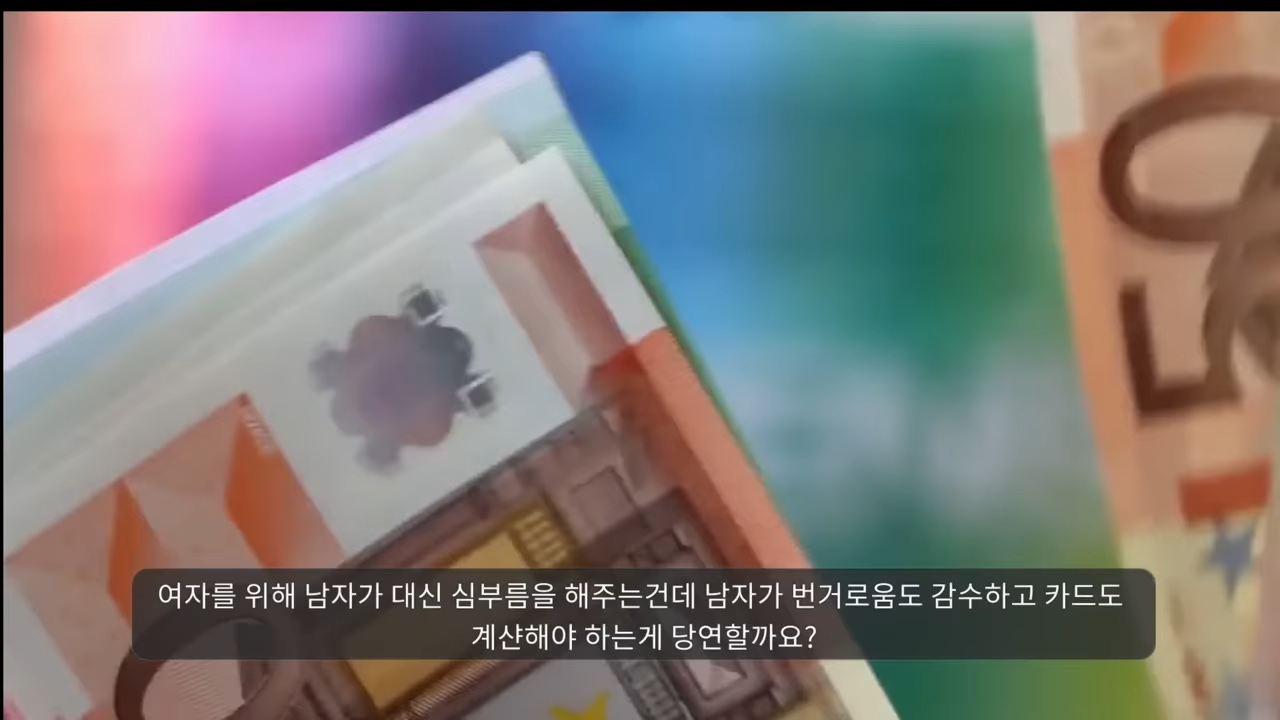 50
여자를 위해 남자가 대신 심부름을 해주는건데 남자가 번거로움도 감수하고 카드도
계샨해야 하는게 당연할까요?